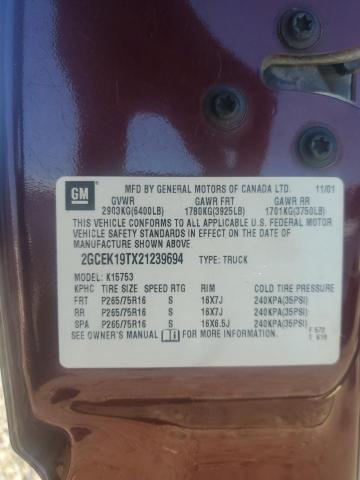 MFD BY GENERAL MOTORS OF CANADA LTD. 11/01
GM
GVWR GAWR FRT GAWR RR
2903KG(6400LB) 1780KG(3925LB) 1701KG(3750LB)
THIS VEHICLE CONFORMS TO ALL APPLICABLE U.S. FEDERAL MOTOR
VEHICLE SAFETY STANDARDS IN EFFECT ON THE DATE OF
MANUFACTURE SHOWN ABOVE.
2GCEK19TX21239694 TYPE: TRUCK
MODEL: K15753
KPHC TIRE SIZE SPEED RIM COLD TIRE PRESSURE
FRT P265/75R16 S 16X7J 240KPA(35PSI)
RR P265/75R16 S 16X7J 240KPA(35PSI)
SPA P265/75R16 S 16X6.5J 240KPA(35PSI)
SEE OWNER'S MANUAL FOR MORE INFORMATION
F 570
T 619